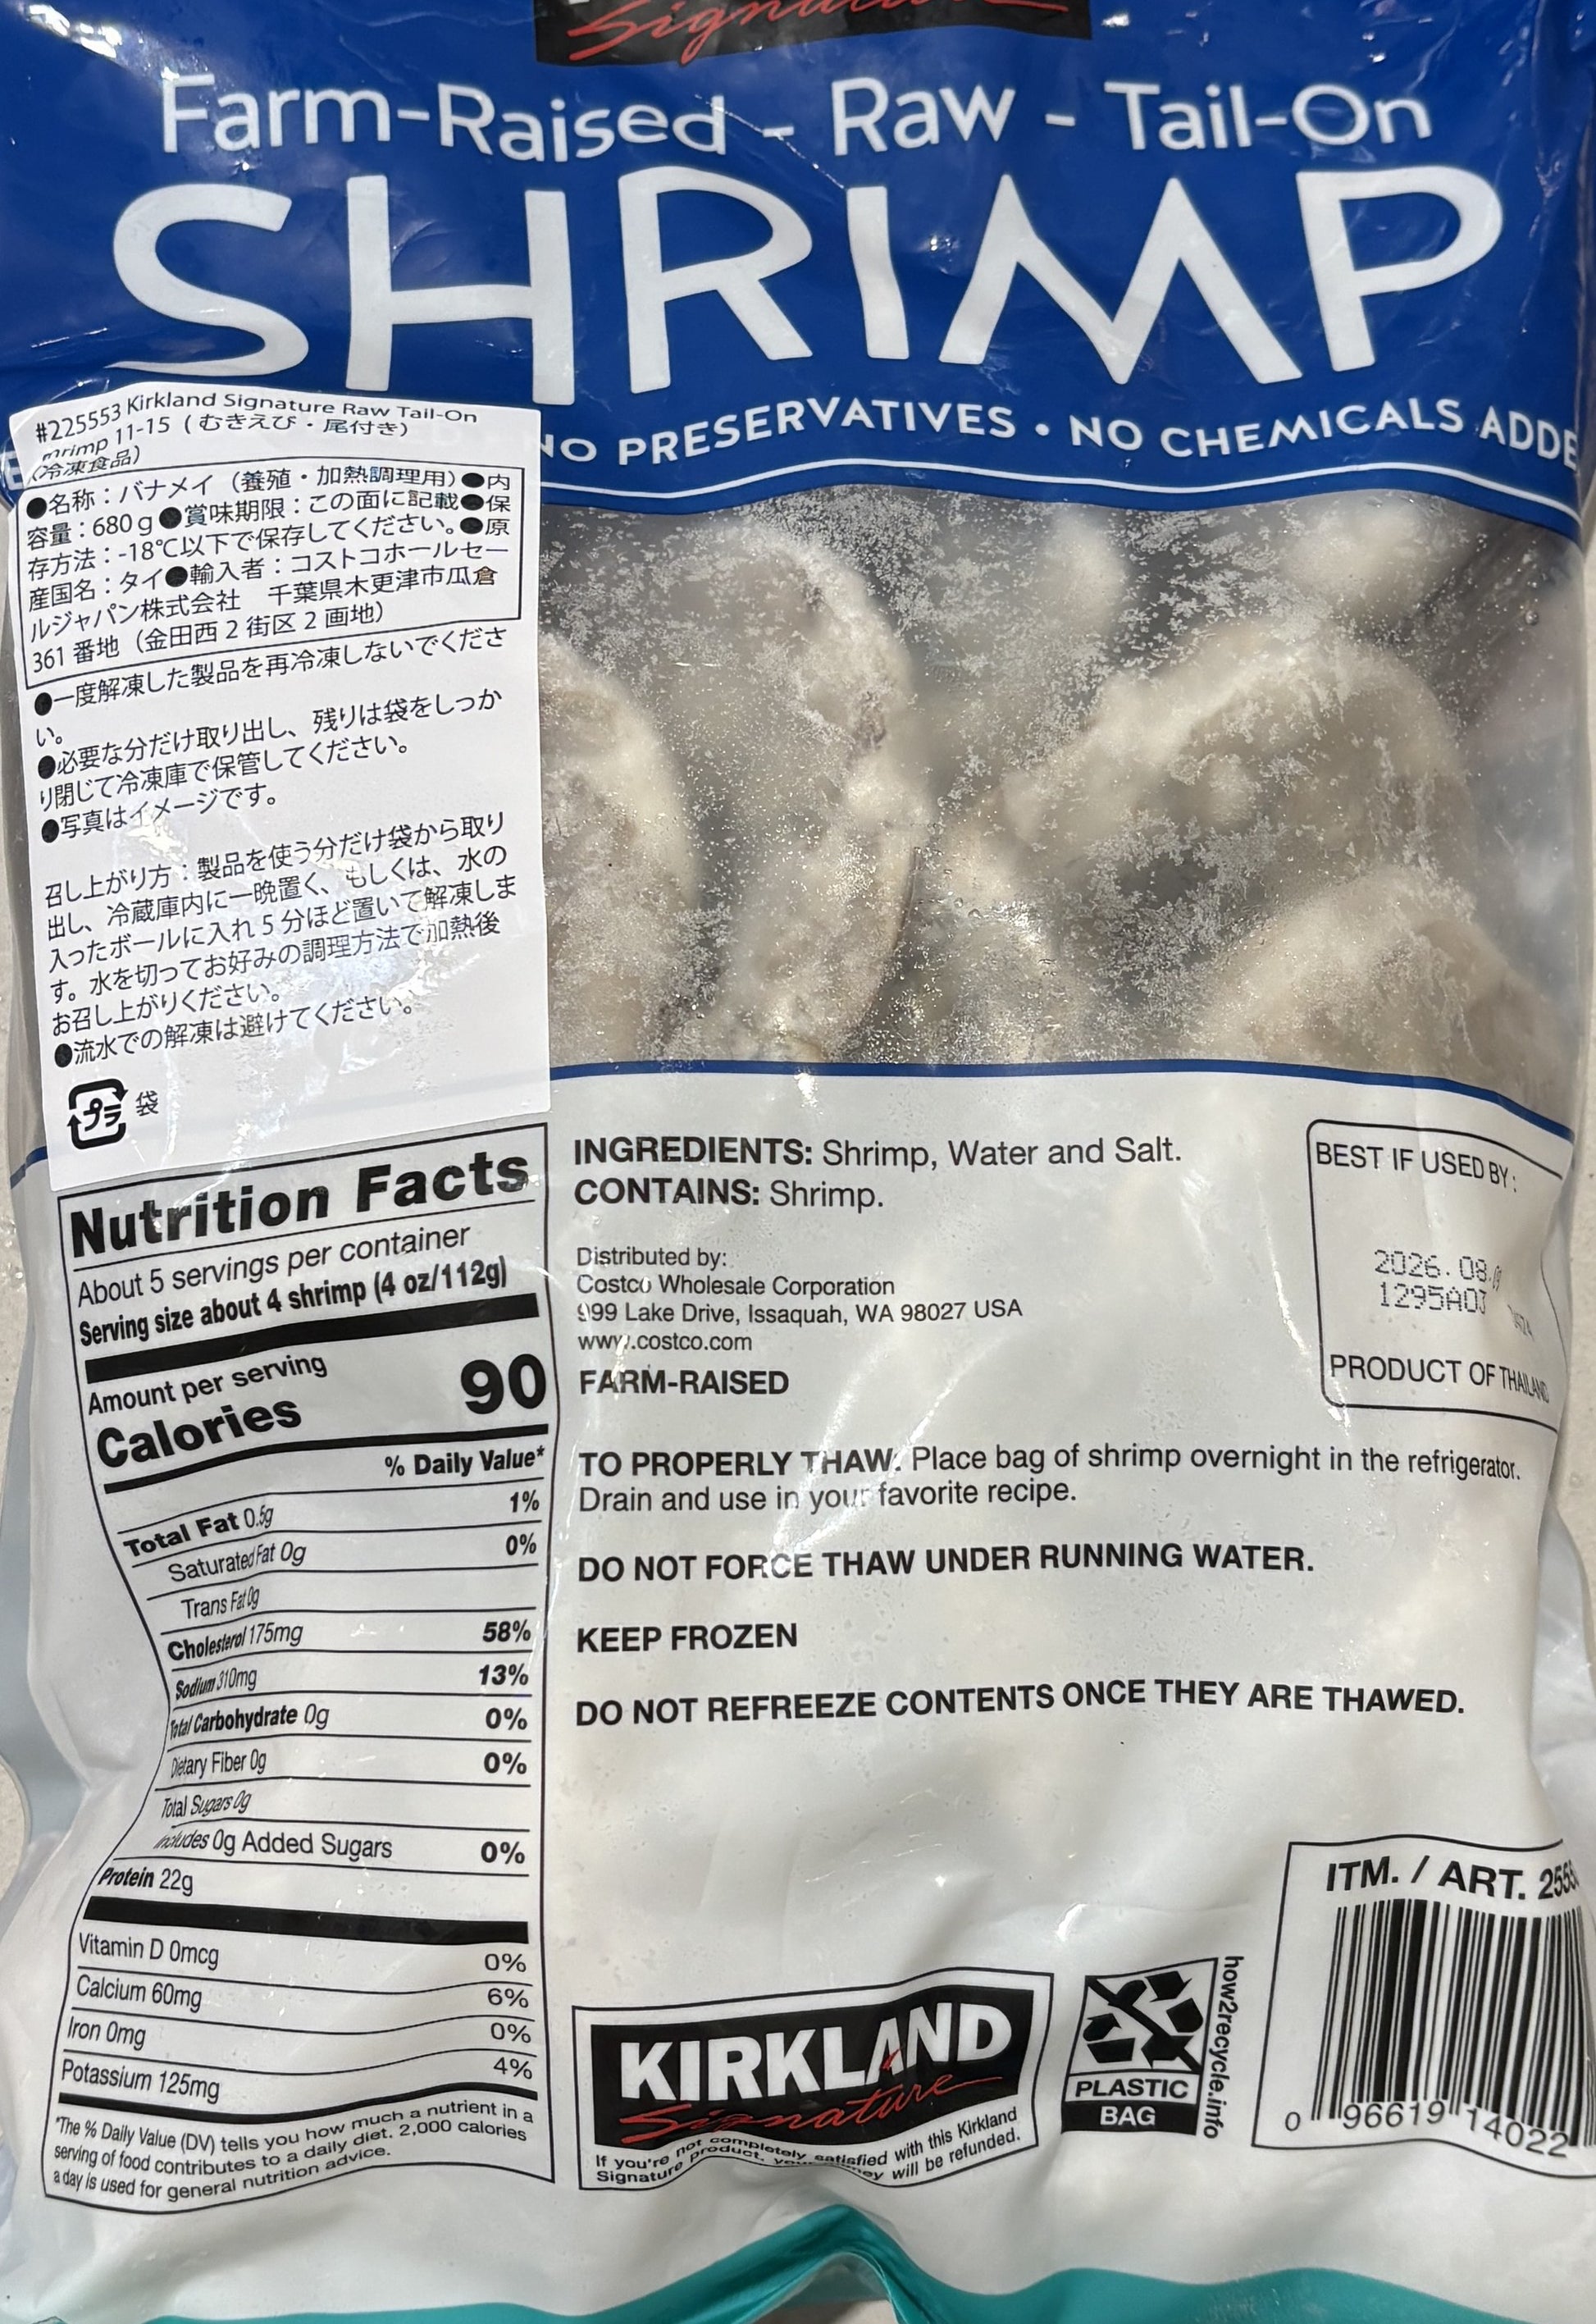 Signature
Farm-Raised - Raw - Tail-On
SHRIMP
NO PRESERVATIVES • NO CHEMICALS ADDE
#225553 Kirkland Signature Raw Tail-On
mrimp 11-15（むきえび・尾付き）
（冷凍食品）
●名称：バナメイ（養殖・加熱調理用）●内
容量：680g●賞味期限：この面に記載●保
存方法：-18℃以下で保存してください。●原
産国名：タイ●輸入者：コストコホールセー
ルジャパン株式会社　千葉県木更津市瓜倉
361番地（金田西2街区2画地）
●一度解凍した製品を再冷凍しないでくださ
い。
●必要な分だけ取り出し、残りは袋をしっか
り閉じて冷凍庫で保管してください。
●写真はイメージです。
召し上がり方：製品を使う分だけ袋から取り
出し、冷蔵庫内に一晩置く、もしくは、水の
入ったボールに入れ5分ほど置いて解凍しま
す。水を切ってお好みの調理方法で加熱後
お召し上がりください。
●流水での解凍は避けてください。
プラ 袋
Nutrition Facts
About 5 servings per container
Serving size about 4 shrimp (4 oz/112g)
Amount per serving
Calories 90
% Daily Value*
Total Fat 0.5g 1%
Saturated Fat 0g 0%
Trans Fat 0g
Cholesterol 175mg 58%
Sodium 310mg 13%
Total Carbohydrate 0g 0%
Dietary Fiber 0g 0%
Total Sugars 0g
Includes 0g Added Sugars 0%
Protein 22g
Vitamin D 0mcg 0%
Calcium 60mg 6%
Iron 0mg 0%
Potassium 125mg 4%
*The % Daily Value (DV) tells you how much a nutrient in a
serving of food contributes to a daily diet. 2,000 calories
a day is used for general nutrition advice.
INGREDIENTS: Shrimp, Water and Salt.
CONTAINS: Shrimp.
Distributed by:
Costco Wholesale Corporation
999 Lake Drive, Issaquah, WA 98027 USA
www.costco.com
FARM-RAISED
BEST IF USED BY:
2026.08.
1295A03
PRODUCT OF THAILAND
TO PROPERLY THAW: Place bag of shrimp overnight in the refrigerator.
Drain and use in your favorite recipe.
DO NOT FORCE THAW UNDER RUNNING WATER.
KEEP FROZEN
DO NOT REFREEZE CONTENTS ONCE THEY ARE THAWED.
KIRKLAND
Signature
If you're not completely satisfied with this Kirkland
Signature product, your money will be refunded.
PLASTIC
BAG
how2recycle.info
ITM. / ART. 255
0 96619 14022